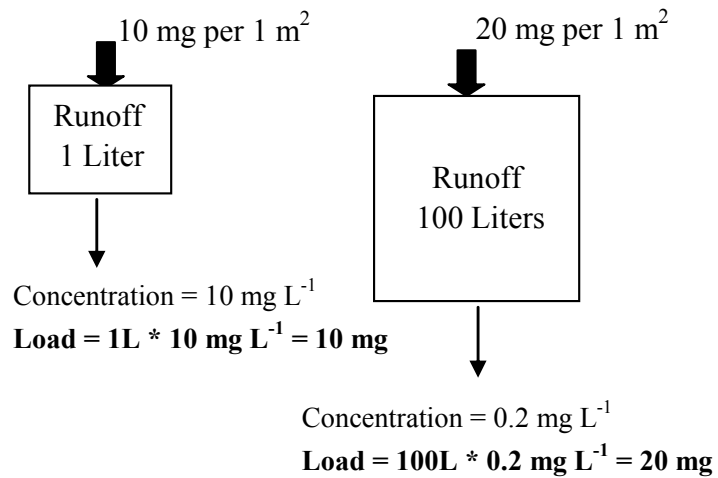 10 mg per 1 m²
Runoff
1 Liter
Concentration = 10 mg L⁻¹
Load = 1L * 10 mg L⁻¹ = 10 mg
20 mg per 1 m²
Runoff
100 Liters
Concentration = 0.2 mg L⁻¹
Load = 100L * 0.2 mg L⁻¹ = 20 mg